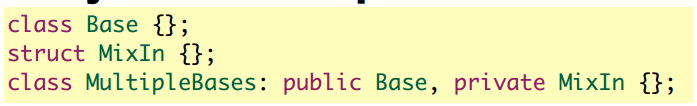 class Base {};
struct MixIn {};
class MultipleBases: public Base, private MixIn {};